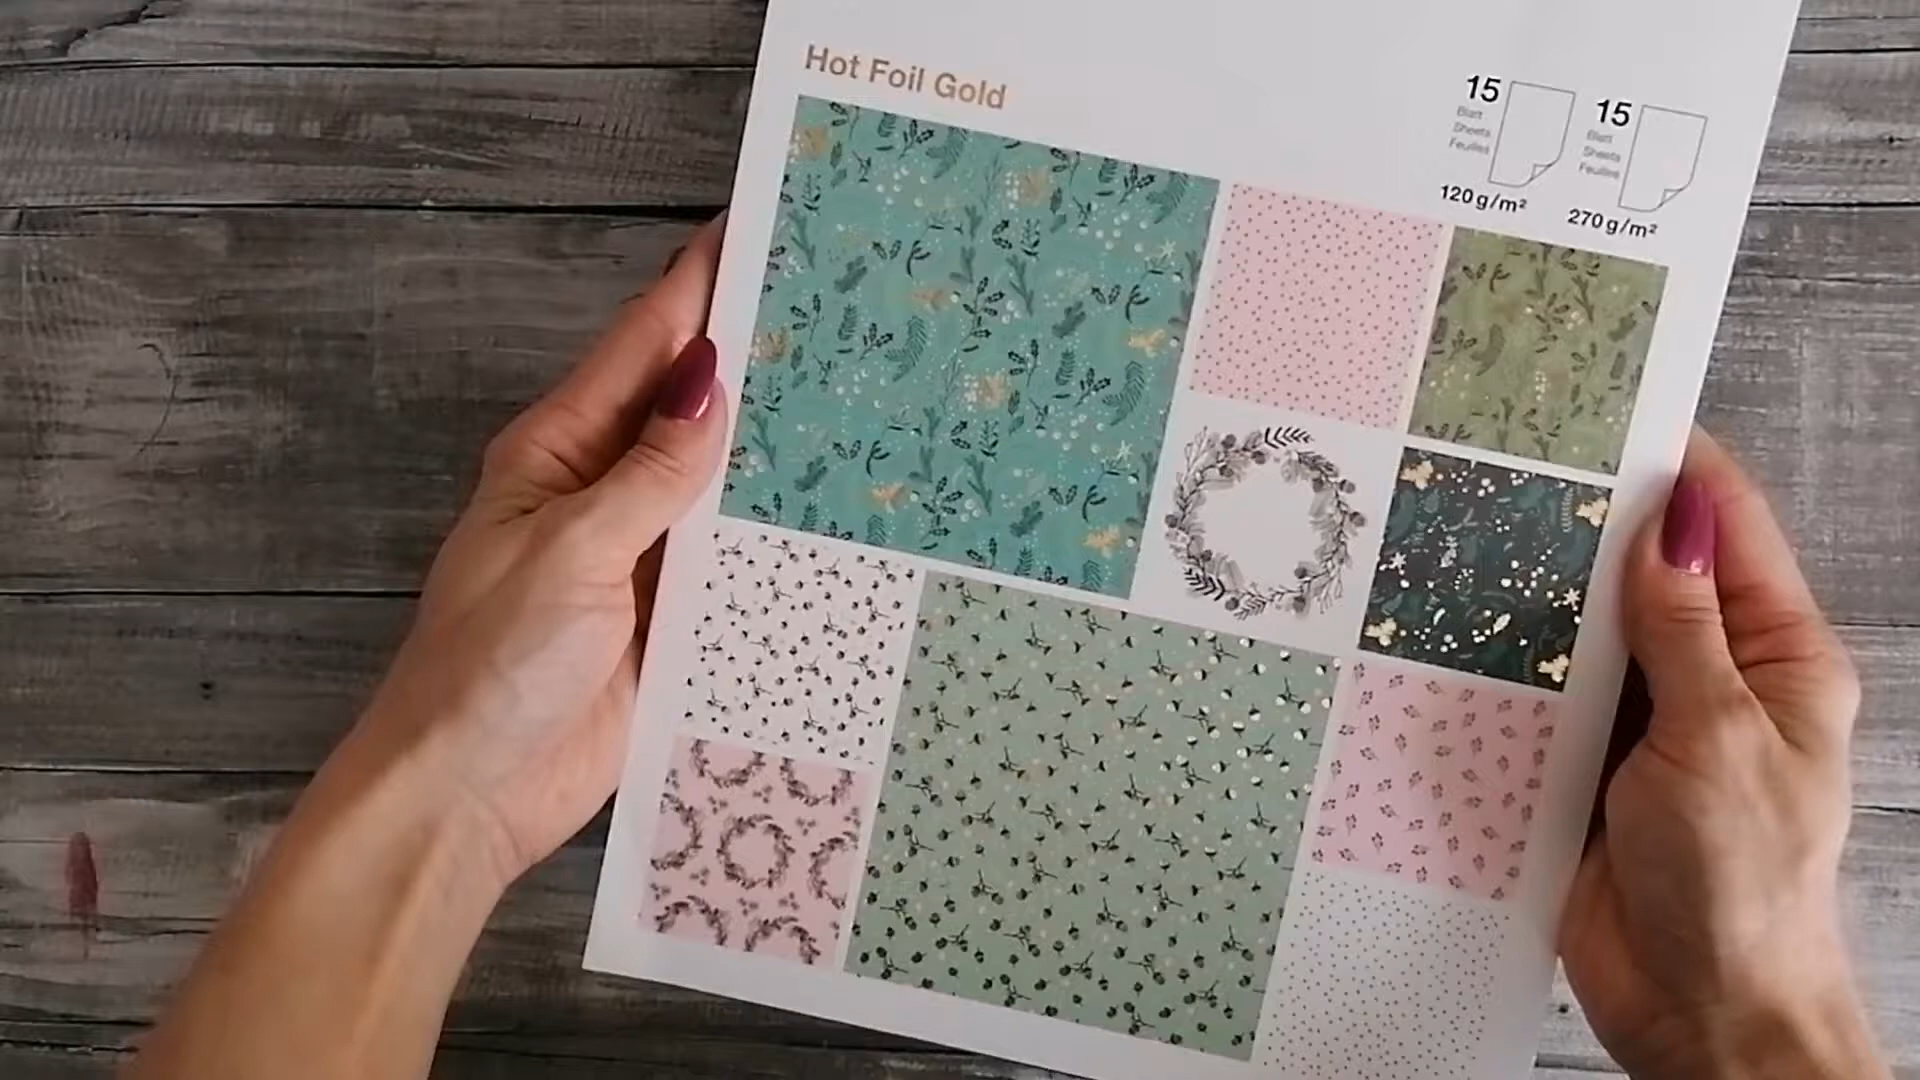 Hot Foil Gold
15
Blatt
Sheets
Feuilles
120 g/m²
15
Blatt
Sheets
Feuilles
270 g/m²